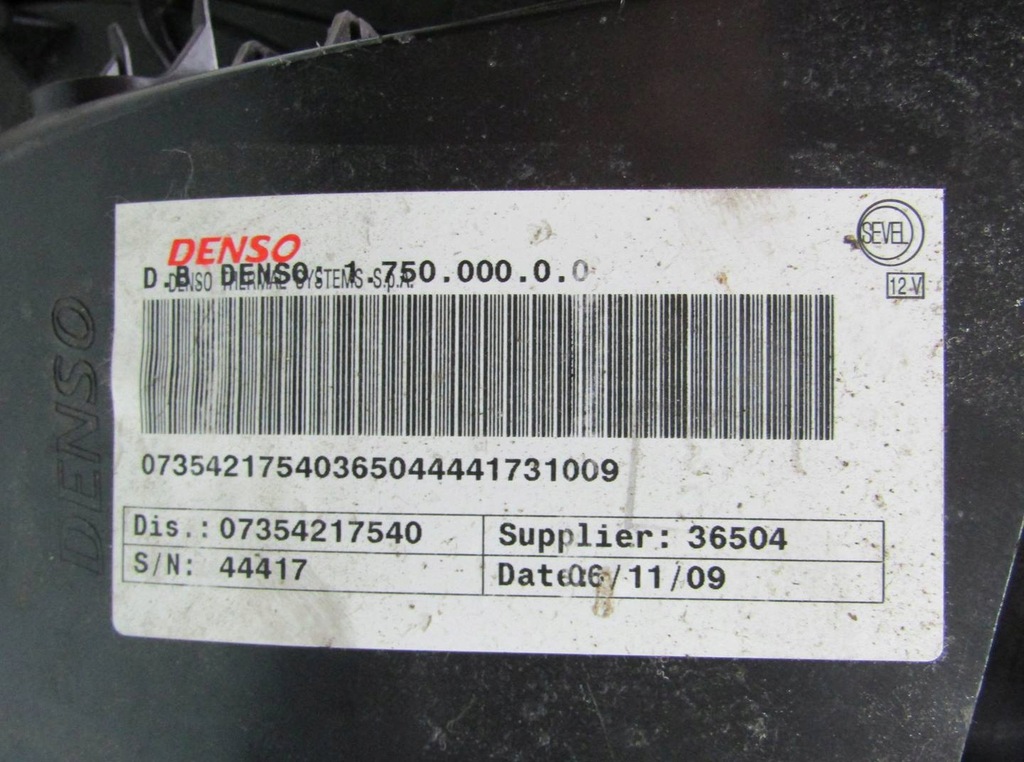 DENSO
SEVEL
D.B. DENSO: 1.750.000.0.0
DENSO THERMAL SYSTEMS S.p.A.
12 V
DENSO
07354217540365044441731009
Dis.: 07354217540
Supplier: 36504
S/N: 44417
Date: 06/11/09